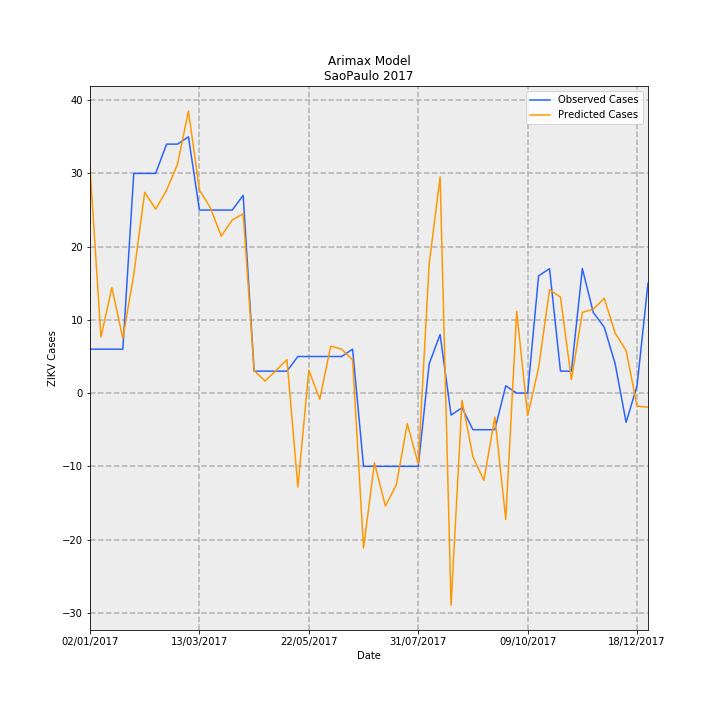 Arimax Model
SaoPaulo 2017
Observed Cases
Predicted Cases
40
30
20
10
0
−10
−20
−30
ZIKV Cases
02/01/2017 13/03/2017 22/05/2017 31/07/2017 09/10/2017 18/12/2017
Date